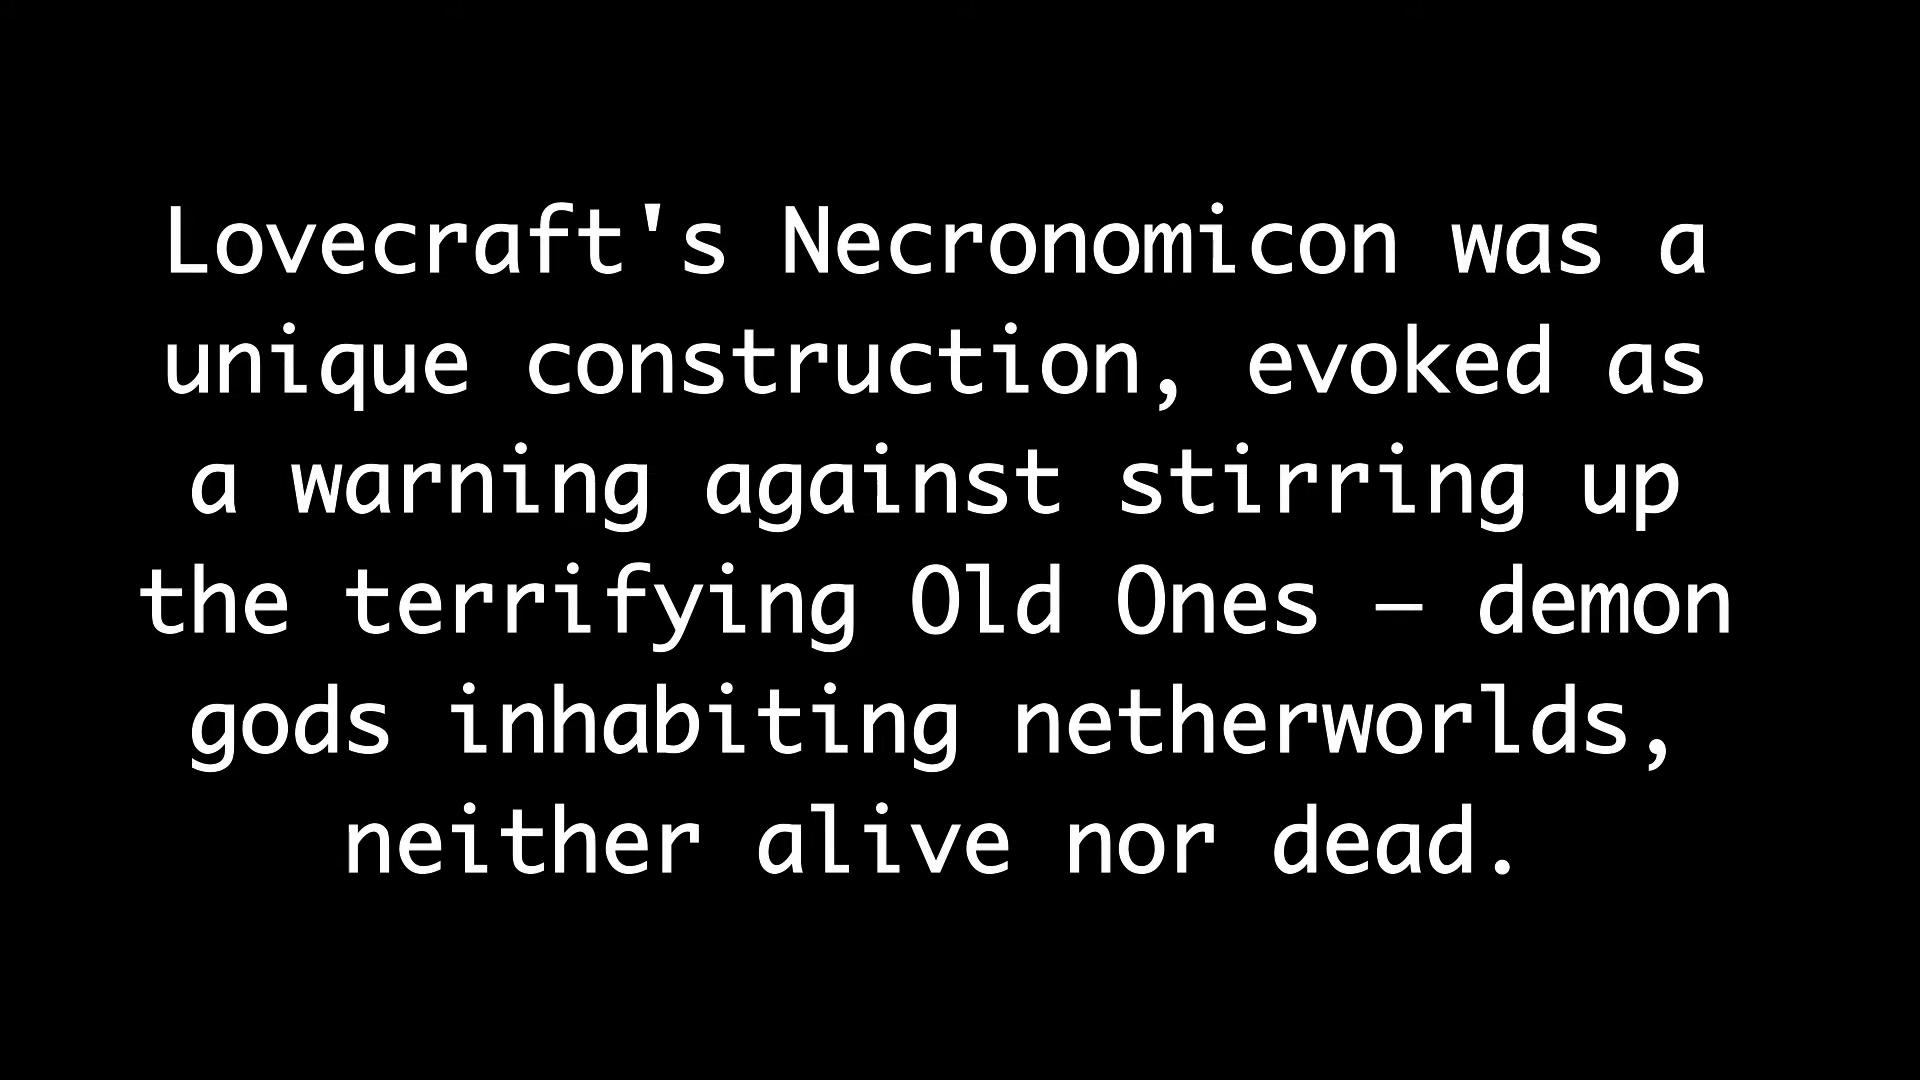 Lovecraft's Necronomicon was a
unique construction, evoked as
a warning against stirring up
the terrifying Old Ones – demon
gods inhabiting netherworlds,
neither alive nor dead.